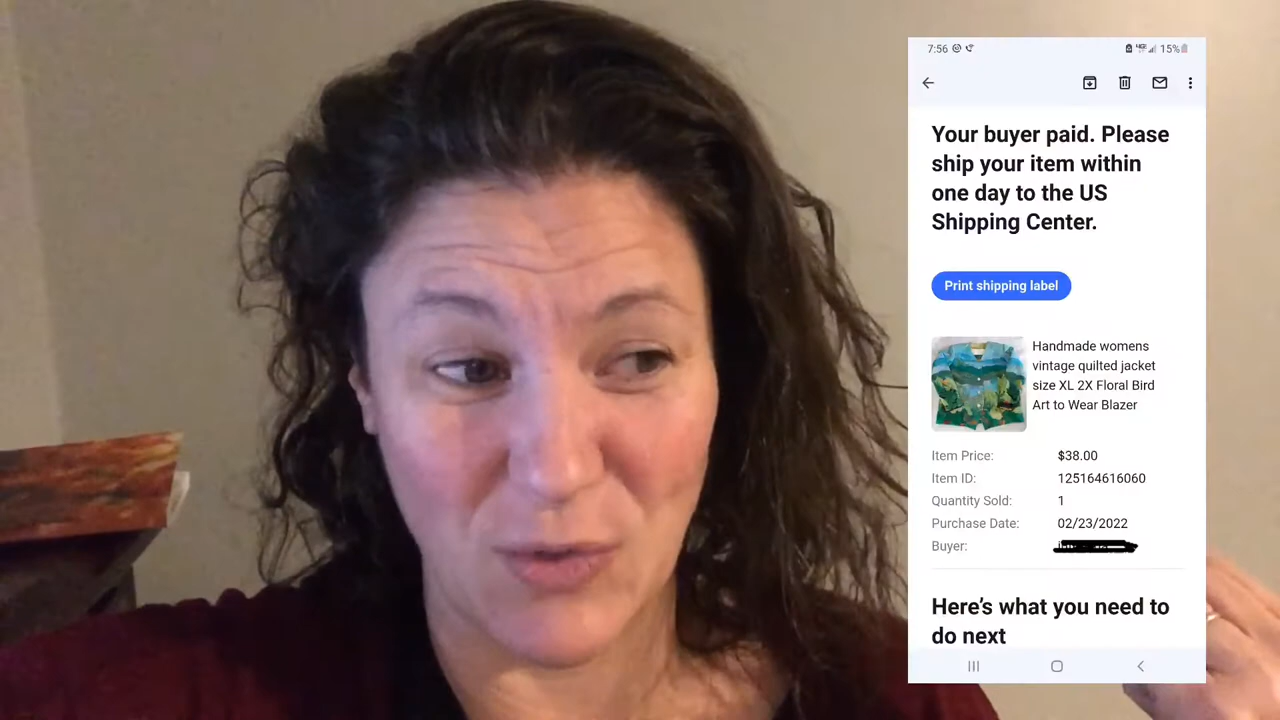 7:56
15%
Your buyer paid. Please
ship your item within
one day to the US
Shipping Center.
Print shipping label
Handmade womens
vintage quilted jacket
size XL 2X Floral Bird
Art to Wear Blazer
Item Price: $38.00
Item ID: 125164616060
Quantity Sold: 1
Purchase Date: 02/23/2022
Buyer:
Here's what you need to
do next